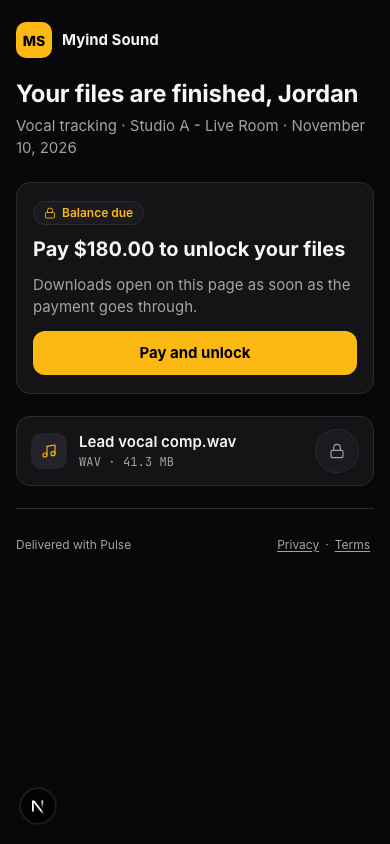 MS
Myind Sound
Your files are finished, Jordan
Vocal tracking · Studio A - Live Room · November
10, 2026
Balance due
Pay $180.00 to unlock your files
Downloads open on this page as soon as the
payment goes through.
Pay and unlock
Lead vocal comp.wav
WAV · 41.3 MB
Delivered with Pulse
Privacy · Terms
N